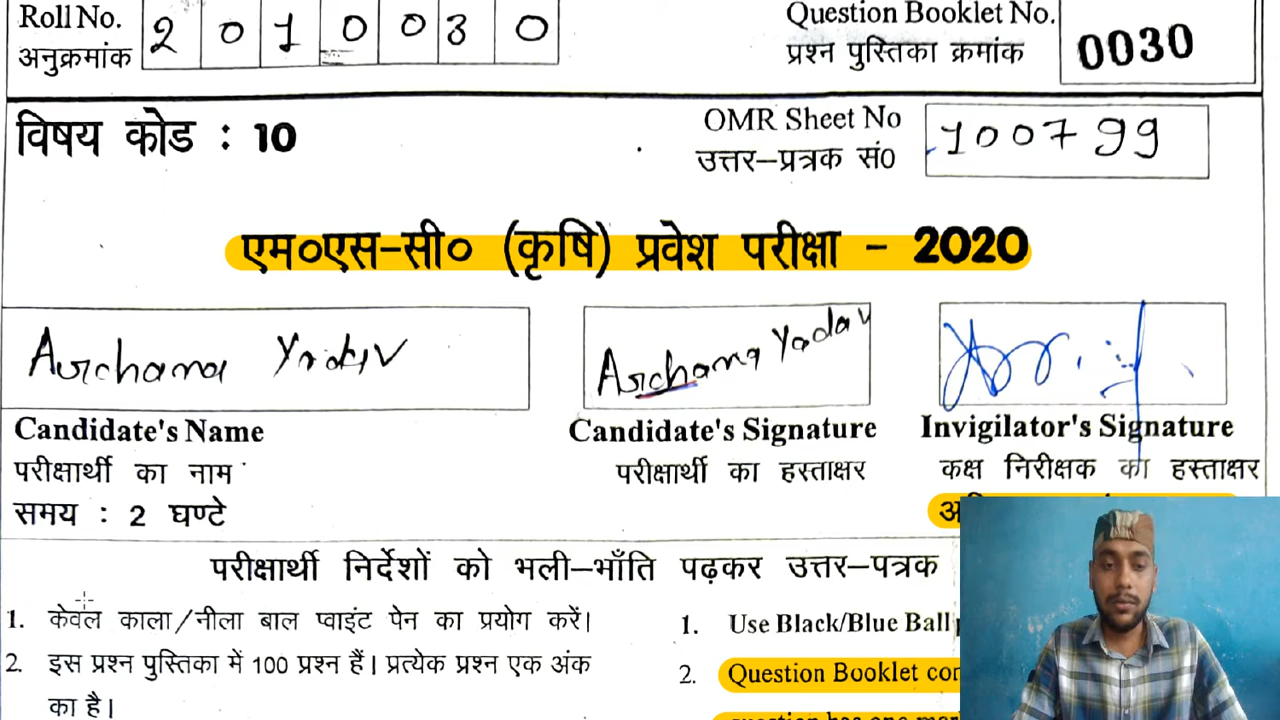 Roll No.
अनुक्रमांक
2 0 1 0 0 3 0
Question Booklet No.
प्रश्न पुस्तिका क्रमांक
0030
विषय कोड : 10
OMR Sheet No
उत्तर–प्रत्रक सं0
100799
एम०एस-सी० (कृषि) प्रवेश परीक्षा - 2020
Archana Yadav
Archana Yadav
Candidate's Name
Candidate's Signature
Invigilator's Signature
परीक्षार्थी का नाम
परीक्षार्थी का हस्ताक्षर
कक्ष निरीक्षक का हस्ताक्षर
समय : 2 घण्टे
परीक्षार्थी निर्देशों को भली–भाँति पढ़कर उत्तर–पत्रक
1. केवल काला/नीला बाल प्वाइंट पेन का प्रयोग करें।
2. इस प्रश्न पुस्तिका में 100 प्रश्न हैं। प्रत्येक प्रश्न एक अंक
का है।
1. Use Black/Blue Ball
2. Question Booklet
question has one